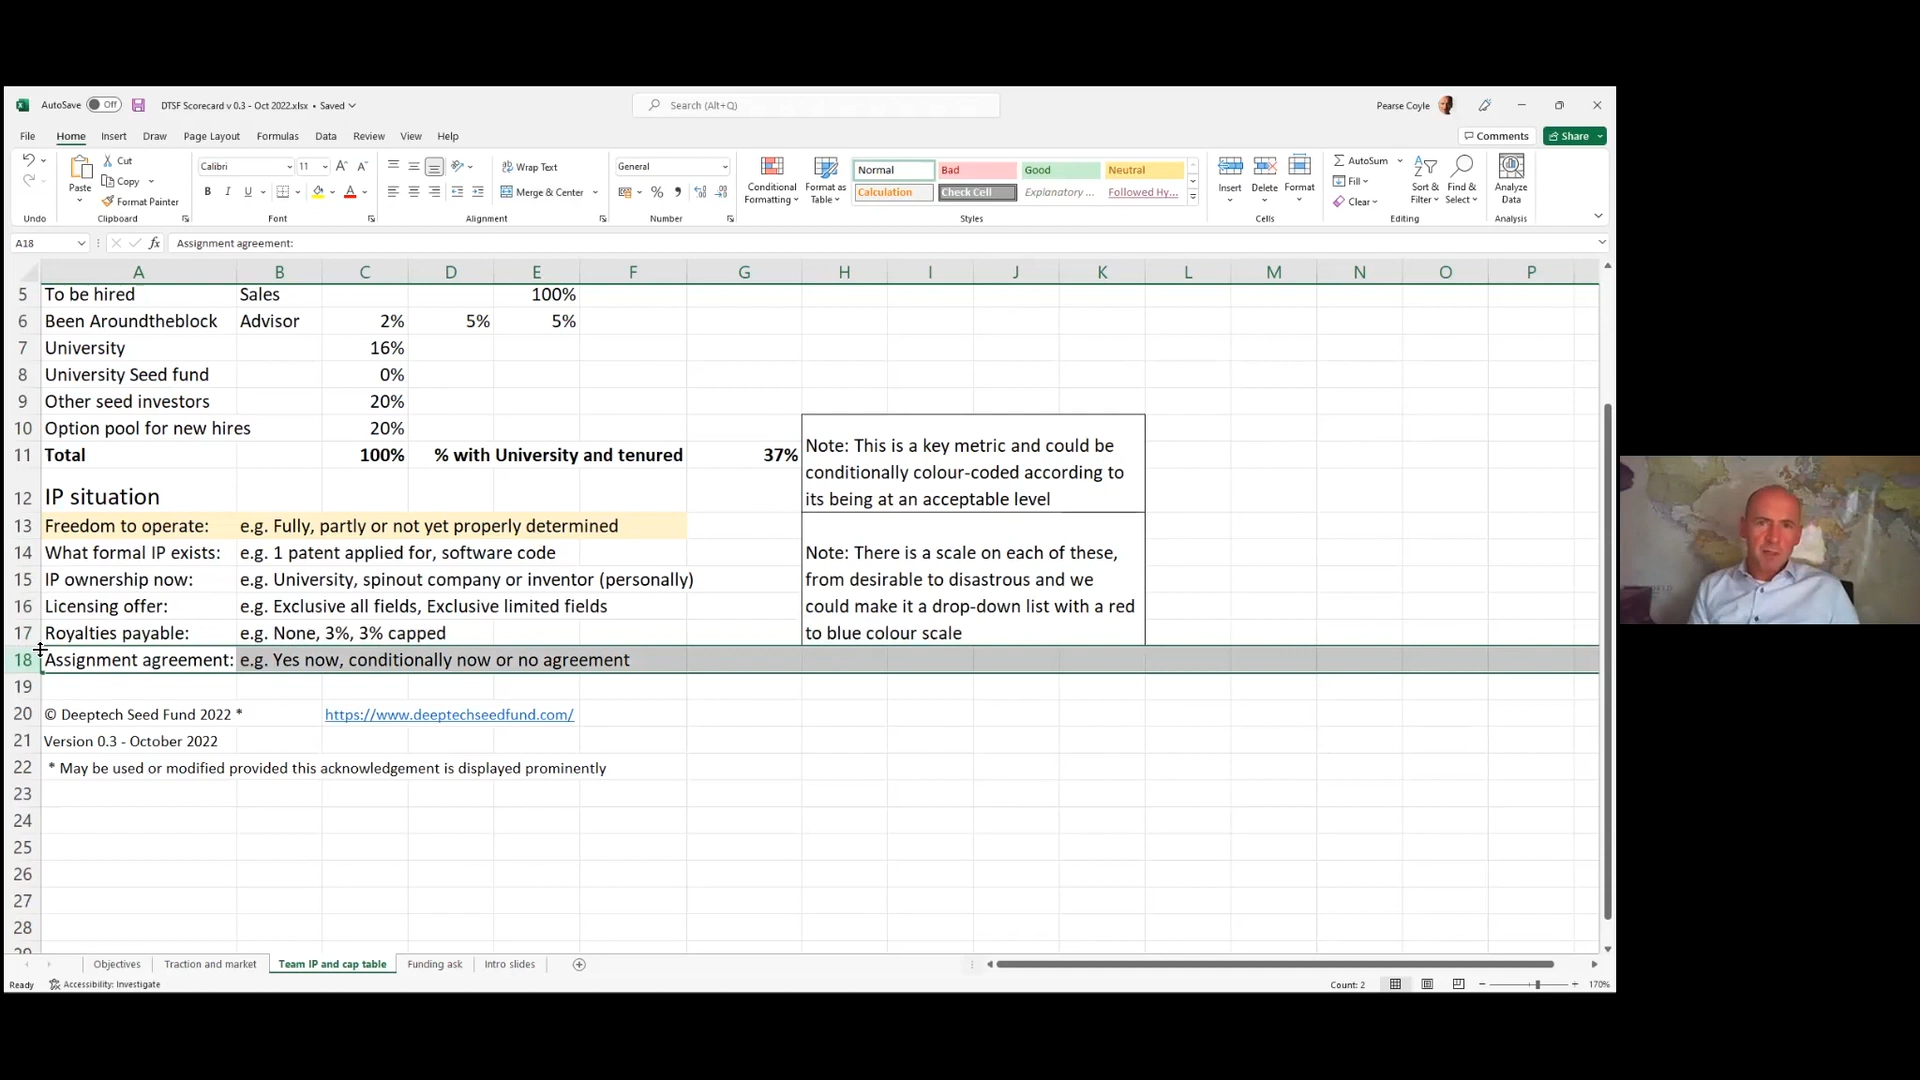 AutoSave Off DTSF Scorecard v 0.3 - Oct 2022.xlsx • Saved Search (Alt+Q) Pearse Coyle
File Home Insert Draw Page Layout Formulas Data Review View Help Comments Share
Cut Calibri 11 Wrap Text General Normal Bad Good Neutral AutoSum
Copy Fill
Paste Format Painter B I U Merge & Center Conditional Formatting Format as Table Calculation Check Cell Explanatory ... Followed Hy... Insert Delete Format Clear Sort & Filter Find & Select Analyze Data
Undo Clipboard Font Alignment Number Styles Cells Editing Analysis
A18 fx Assignment agreement:
A B C D E F G H I J K L M N O P
5 To be hired Sales 100%
6 Been Aroundtheblock Advisor 2% 5% 5%
7 University 16%
8 University Seed fund 0%
9 Other seed investors 20%
10 Option pool for new hires 20%
11 Total 100% % with University and tenured 37%
Note: This is a key metric and could be
conditionally colour-coded according to
its being at an acceptable level
12 IP situation
13 Freedom to operate: e.g. Fully, partly or not yet properly determined
14 What formal IP exists: e.g. 1 patent applied for, software code
15 IP ownership now: e.g. University, spinout company or inventor (personally)
16 Licensing offer: e.g. Exclusive all fields, Exclusive limited fields
17 Royalties payable: e.g. None, 3%, 3% capped
Note: There is a scale on each of these,
from desirable to disastrous and we
could make it a drop-down list with a red
to blue colour scale
18 Assignment agreement: e.g. Yes now, conditionally now or no agreement
19
20 © Deeptech Seed Fund 2022 * https://www.deeptechseedfund.com/
21 Version 0.3 - October 2022
22 * May be used or modified provided this acknowledgement is displayed prominently
23
24
25
26
27
28
Objectives Traction and market Team IP and cap table Funding ask Intro slides
Ready Accessibility: Investigate Count: 2 170%